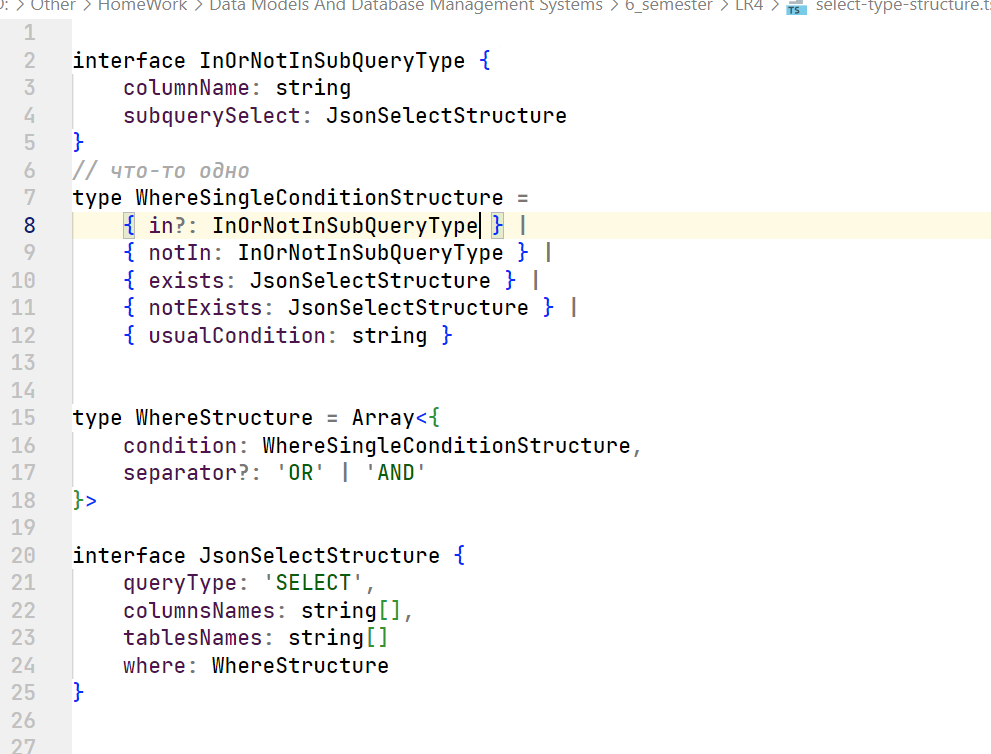 D: > Other > HomeWork > Data Models And Database Management Systems > 6_semester > LR4 > TS select-type-structure.ts
1
2 interface InOrNotInSubQueryType {
3 columnName: string
4 subquerySelect: JsonSelectStructure
5 }
6 // что-то одно
7 type WhereSingleConditionStructure =
8 { in?: InOrNotInSubQueryType } |
9 { notIn: InOrNotInSubQueryType } |
10 { exists: JsonSelectStructure } |
11 { notExists: JsonSelectStructure } |
12 { usualCondition: string }
13
14
15 type WhereStructure = Array<{
16 condition: WhereSingleConditionStructure,
17 separator?: 'OR' | 'AND'
18 }>
19
20 interface JsonSelectStructure {
21 queryType: 'SELECT',
22 columnsNames: string[],
23 tablesNames: string[]
24 where: WhereStructure
25 }
26
27